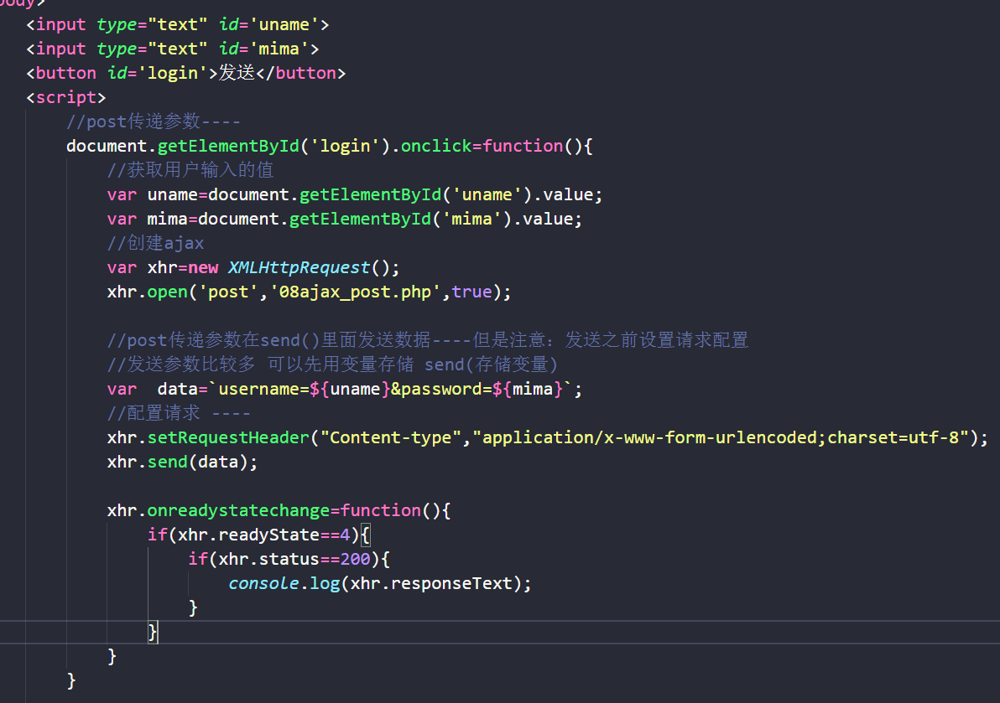 body>
<input type="text" id='uname'>
<input type="text" id='mima'>
<button id='login'>发送</button>
<script>
//post传递参数----
document.getElementById('login').onclick=function(){
//获取用户输入的值
var uname=document.getElementById('uname').value;
var mima=document.getElementById('mima').value;
//创建ajax
var xhr=new XMLHttpRequest();
xhr.open('post','08ajax_post.php',true);
//post传递参数在send()里面发送数据----但是注意：发送之前设置请求配置
//发送参数比较多 可以先用变量存储 send(存储变量)
var  data=`username=${uname}&password=${mima}`;
//配置请求 ----
xhr.setRequestHeader("Content-type","application/x-www-form-urlencoded;charset=utf-8");
xhr.send(data);
xhr.onreadystatechange=function(){
if(xhr.readyState==4){
if(xhr.status==200){
console.log(xhr.responseText);
}
}
}
}